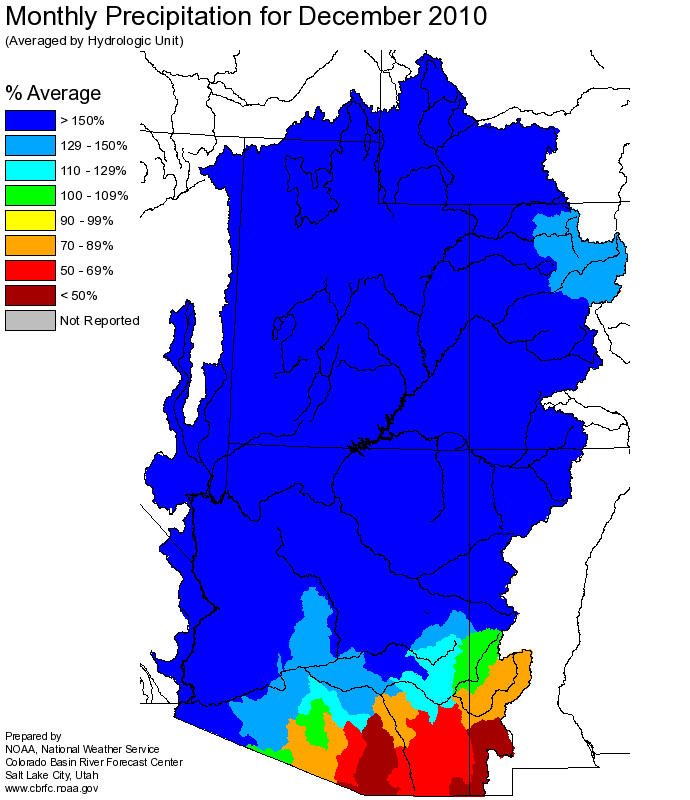 Monthly Precipitation for December 2010
(Averaged by Hydrologic Unit)
% Average
> 150%
129 - 150%
110 - 129%
100 - 109%
90 - 99%
70 - 89%
50 - 69%
< 50%
Not Reported
Prepared by
NOAA, National Weather Service
Colorado Basin River Forecast Center
Salt Lake City, Utah
www.cbrfc.noaa.gov